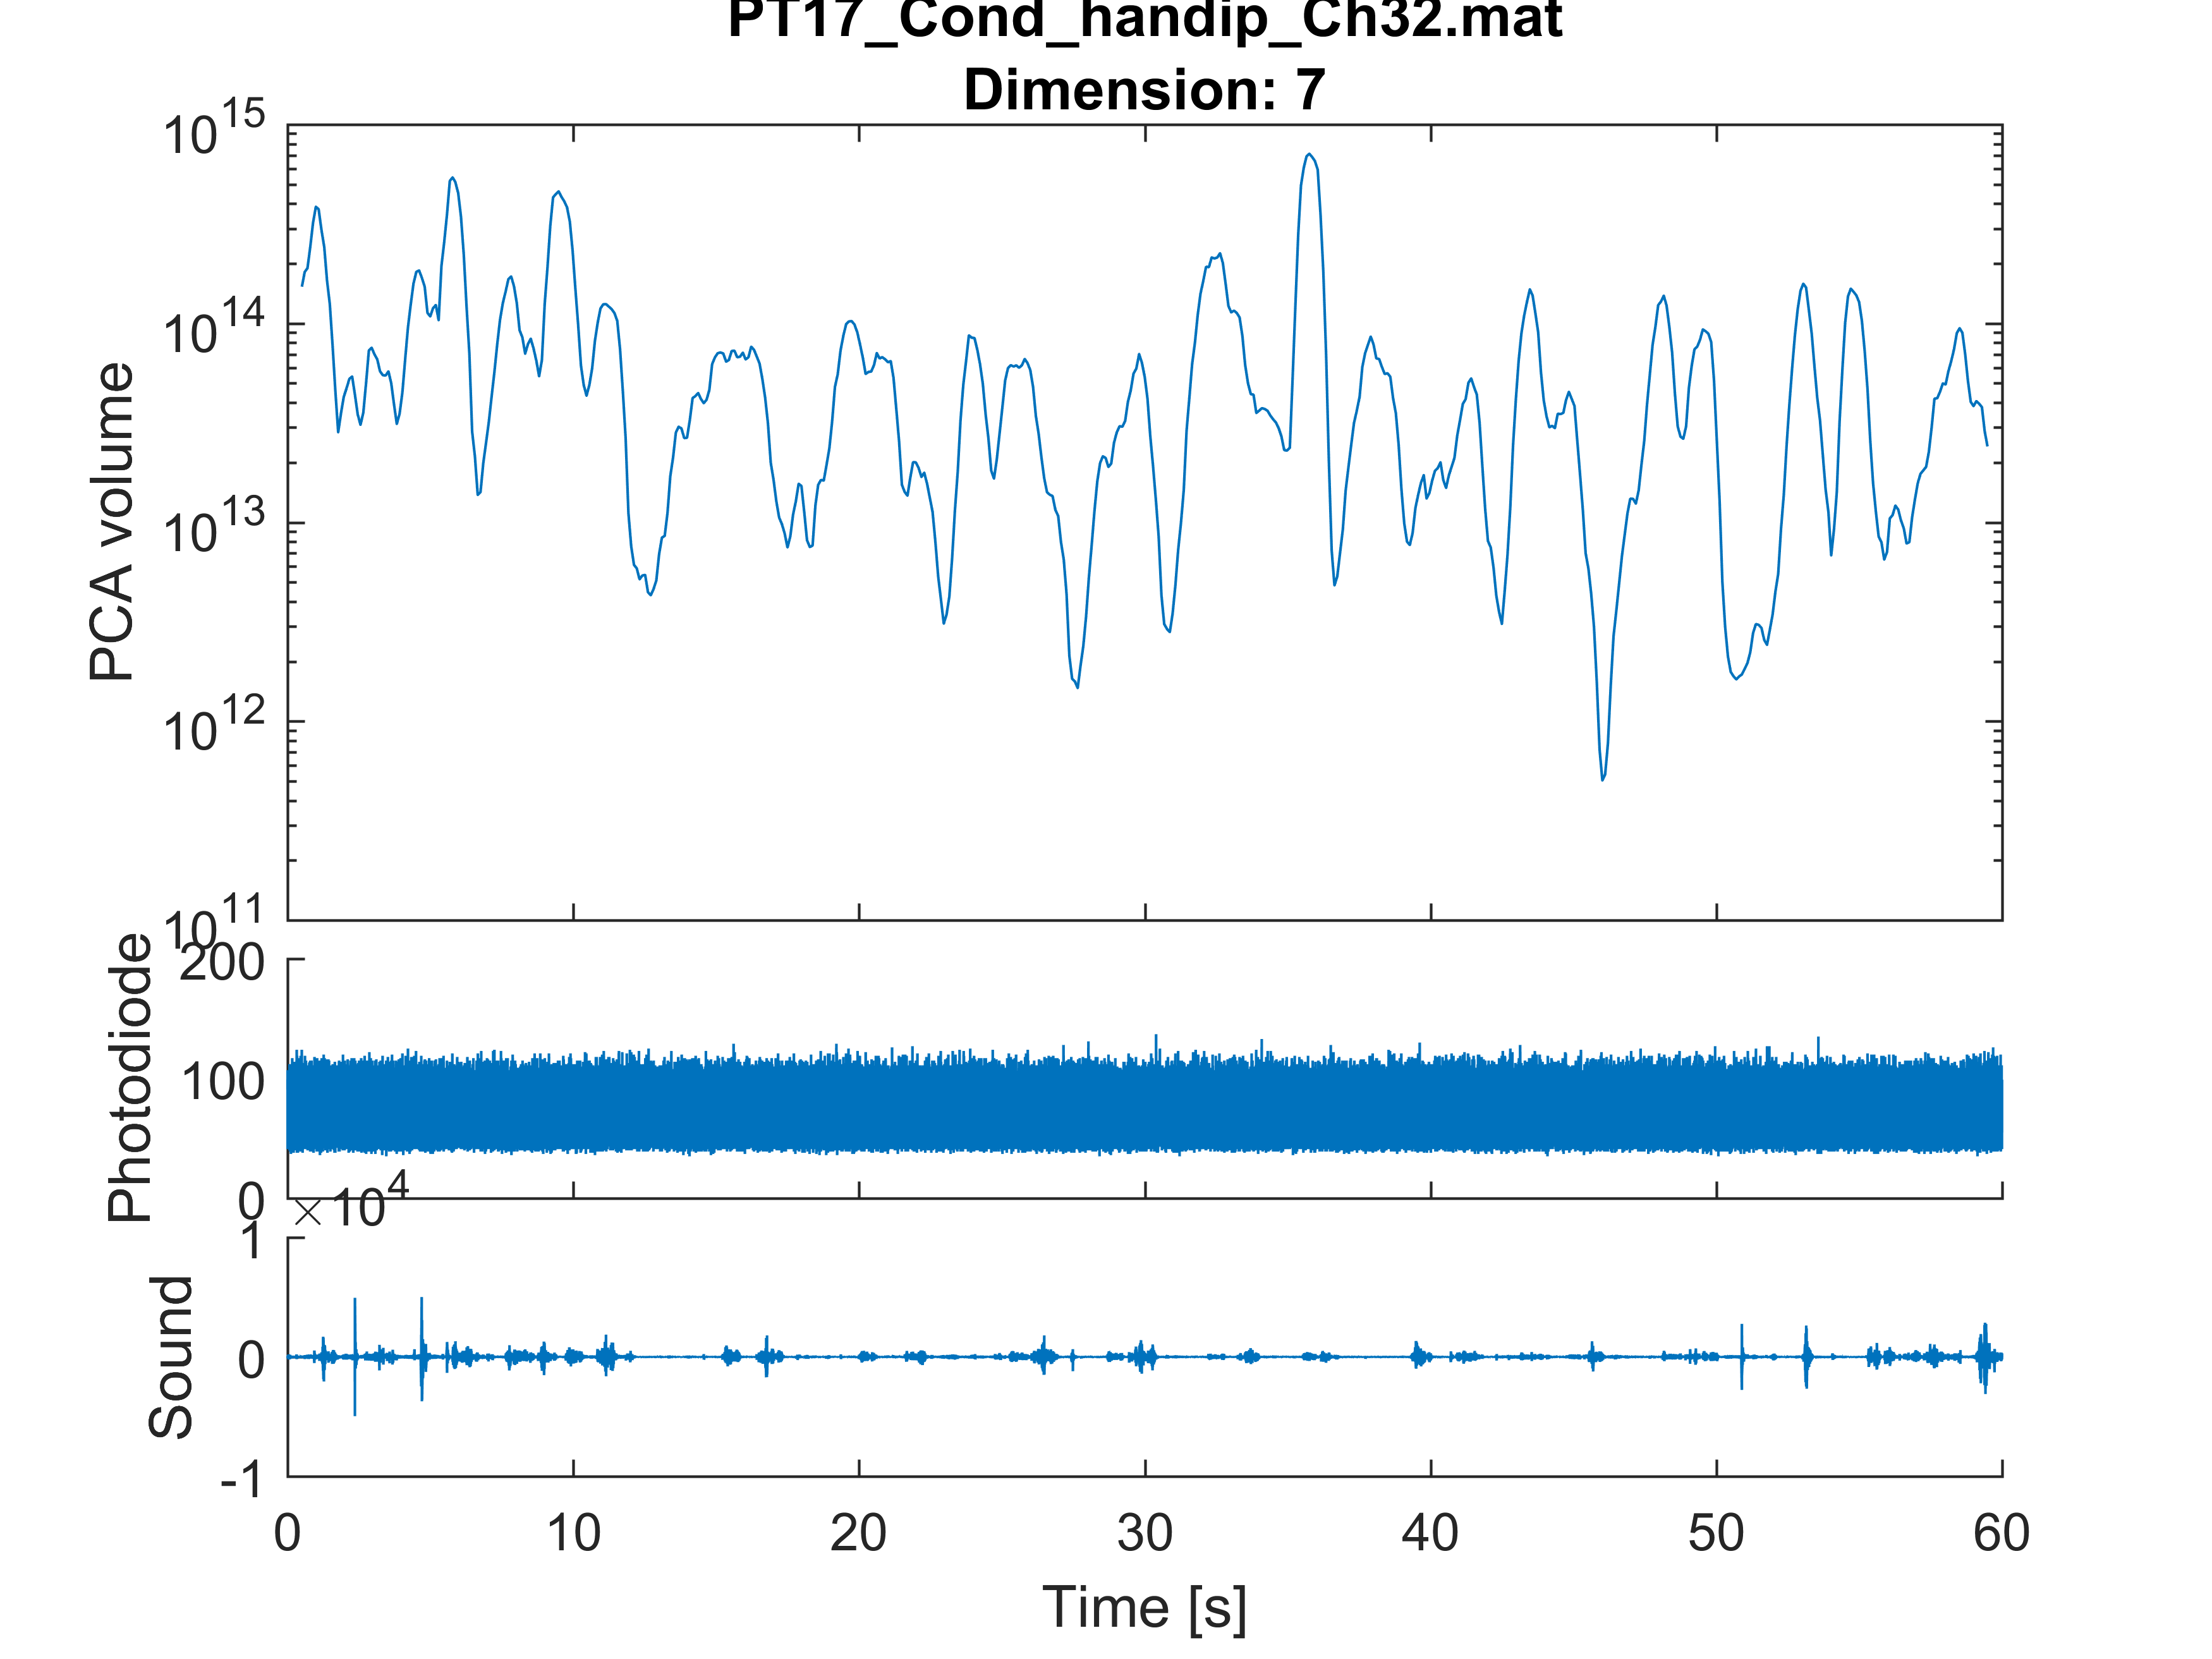 PT17_Cond_handip_Ch32.mat
Dimension: 7
10^15
10^14
10^13
10^12
10^11
PCA volume
200
100
0
Photodiode
×10^4
1
0
-1
Sound
0 10 20 30 40 50 60
Time [s]